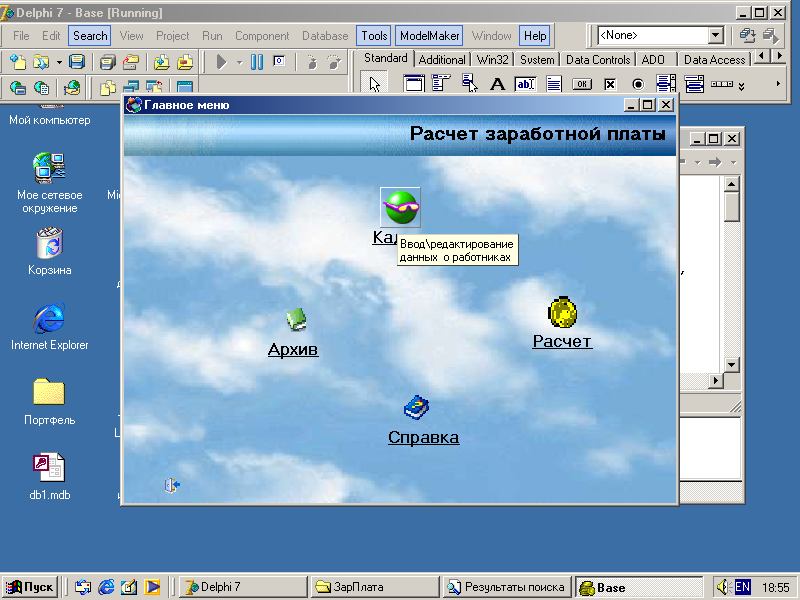 Delphi 7 - Base [Running]
File Edit Search View Project Run Component Database Tools ModelMaker Window Help
<None>
Standard Additional Win32 System Data Controls ADO Data Access
Мой компьютер
Мое сетевое
окружение
Корзина
Internet Explorer
Портфель
db1.mdb
Главное меню
Расчет заработной платы
Ввод\редактирование
данных о работниках
Архив
Расчет
Справка
Пуск
Delphi 7
ЗарПлата
Результаты поиска
Base
EN
18:55